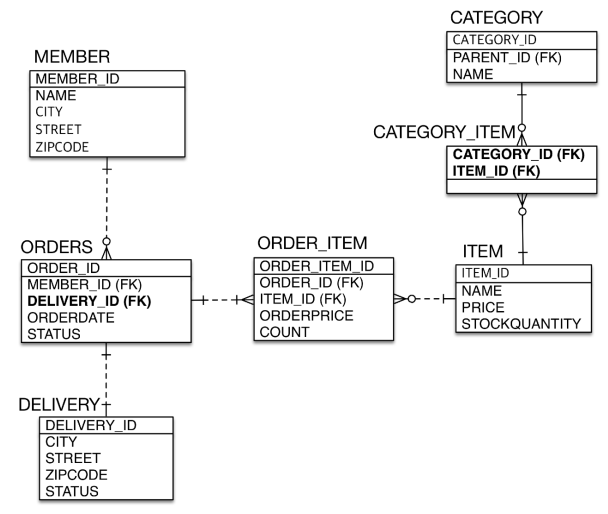 CATEGORY
CATEGORY_ID
PARENT_ID (FK)
NAME
MEMBER
MEMBER_ID
NAME
CITY
STREET
ZIPCODE
CATEGORY_ITEM
CATEGORY_ID (FK)
ITEM_ID (FK)
ORDERS
ORDER_ID
MEMBER_ID (FK)
DELIVERY_ID (FK)
ORDERDATE
STATUS
ORDER_ITEM
ORDER_ITEM_ID
ORDER_ID (FK)
ITEM_ID (FK)
ORDERPRICE
COUNT
ITEM
ITEM_ID
NAME
PRICE
STOCKQUANTITY
DELIVERY
DELIVERY_ID
CITY
STREET
ZIPCODE
STATUS